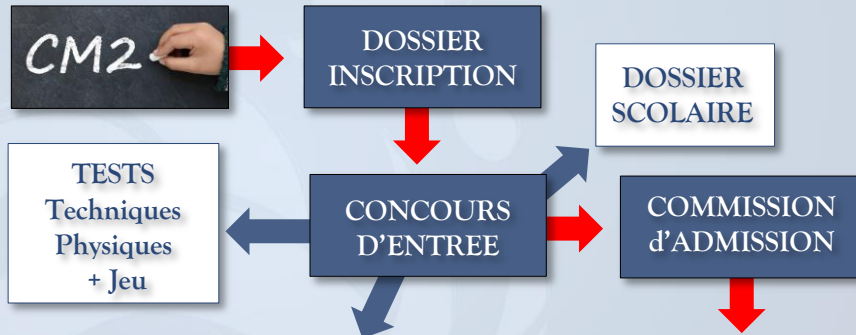 CM2
DOSSIER
INSCRIPTION
DOSSIER
SCOLAIRE
TESTS
Techniques
Physiques
+ Jeu
CONCOURS
D'ENTREE
COMMISSION
d'ADMISSION